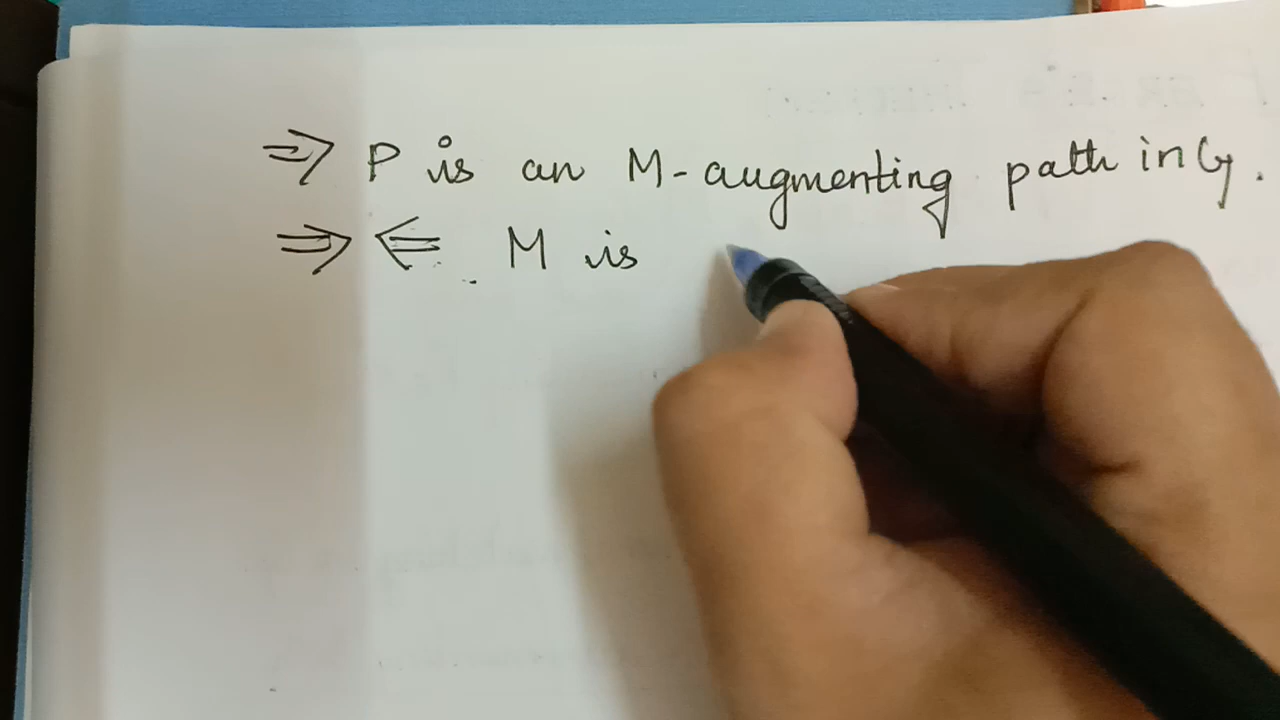 ⇒ P is an M-augmenting path in G.
⇒ ⇐ M is